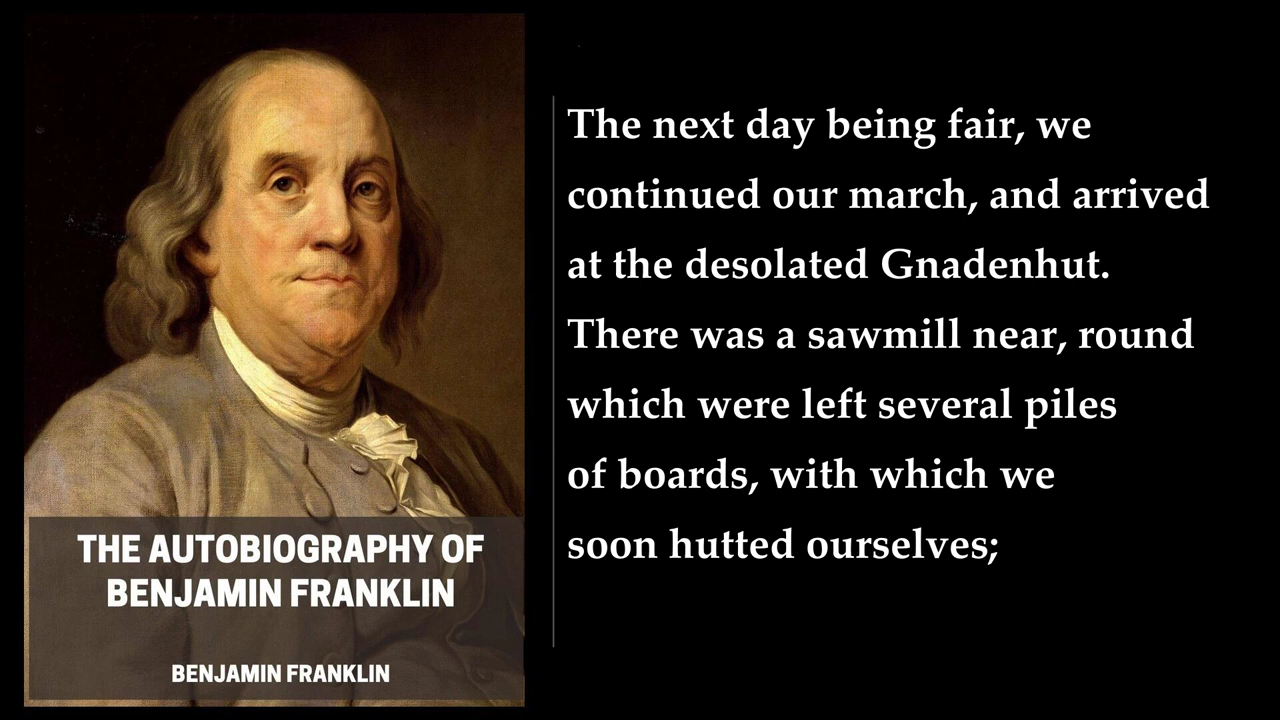 THE AUTOBIOGRAPHY OF
BENJAMIN FRANKLIN
BENJAMIN FRANKLIN
The next day being fair, we
continued our march, and arrived
at the desolated Gnadenhut.
There was a sawmill near, round
which were left several piles
of boards, with which we
soon hutted ourselves;